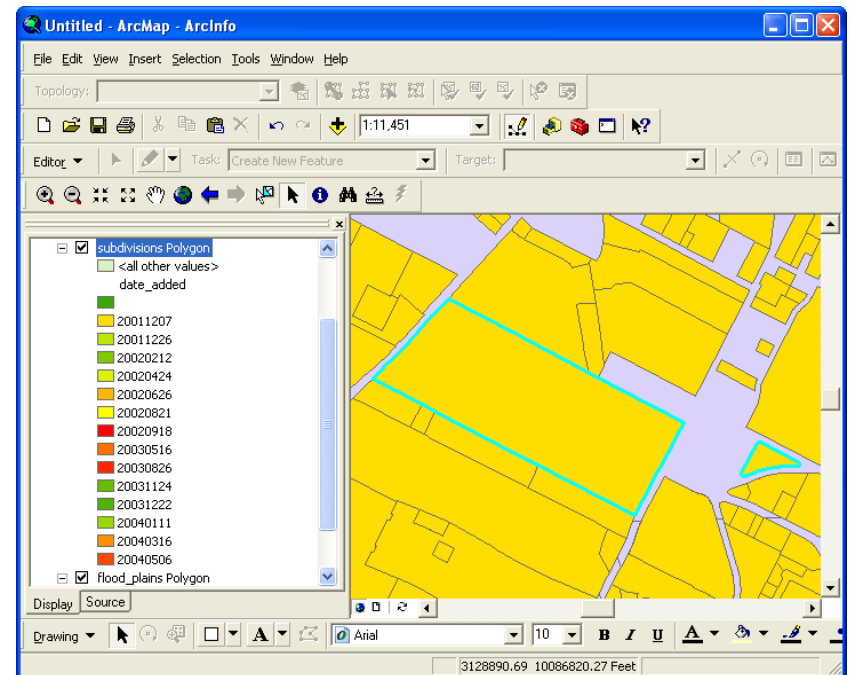 Untitled - ArcMap - ArcInfo
File Edit View Insert Selection Tools Window Help
Topology:
1:11,451
Editor Task: Create New Feature Target:
subdivisions Polygon
<all other values>
date_added
20011207
20011226
20020212
20020424
20020626
20020821
20020918
20030516
20030826
20031124
20031222
20040111
20040316
20040506
flood_plains Polygon
Display Source
Drawing A Arial 10 B I U A
3128890.69 10086820.27 Feet